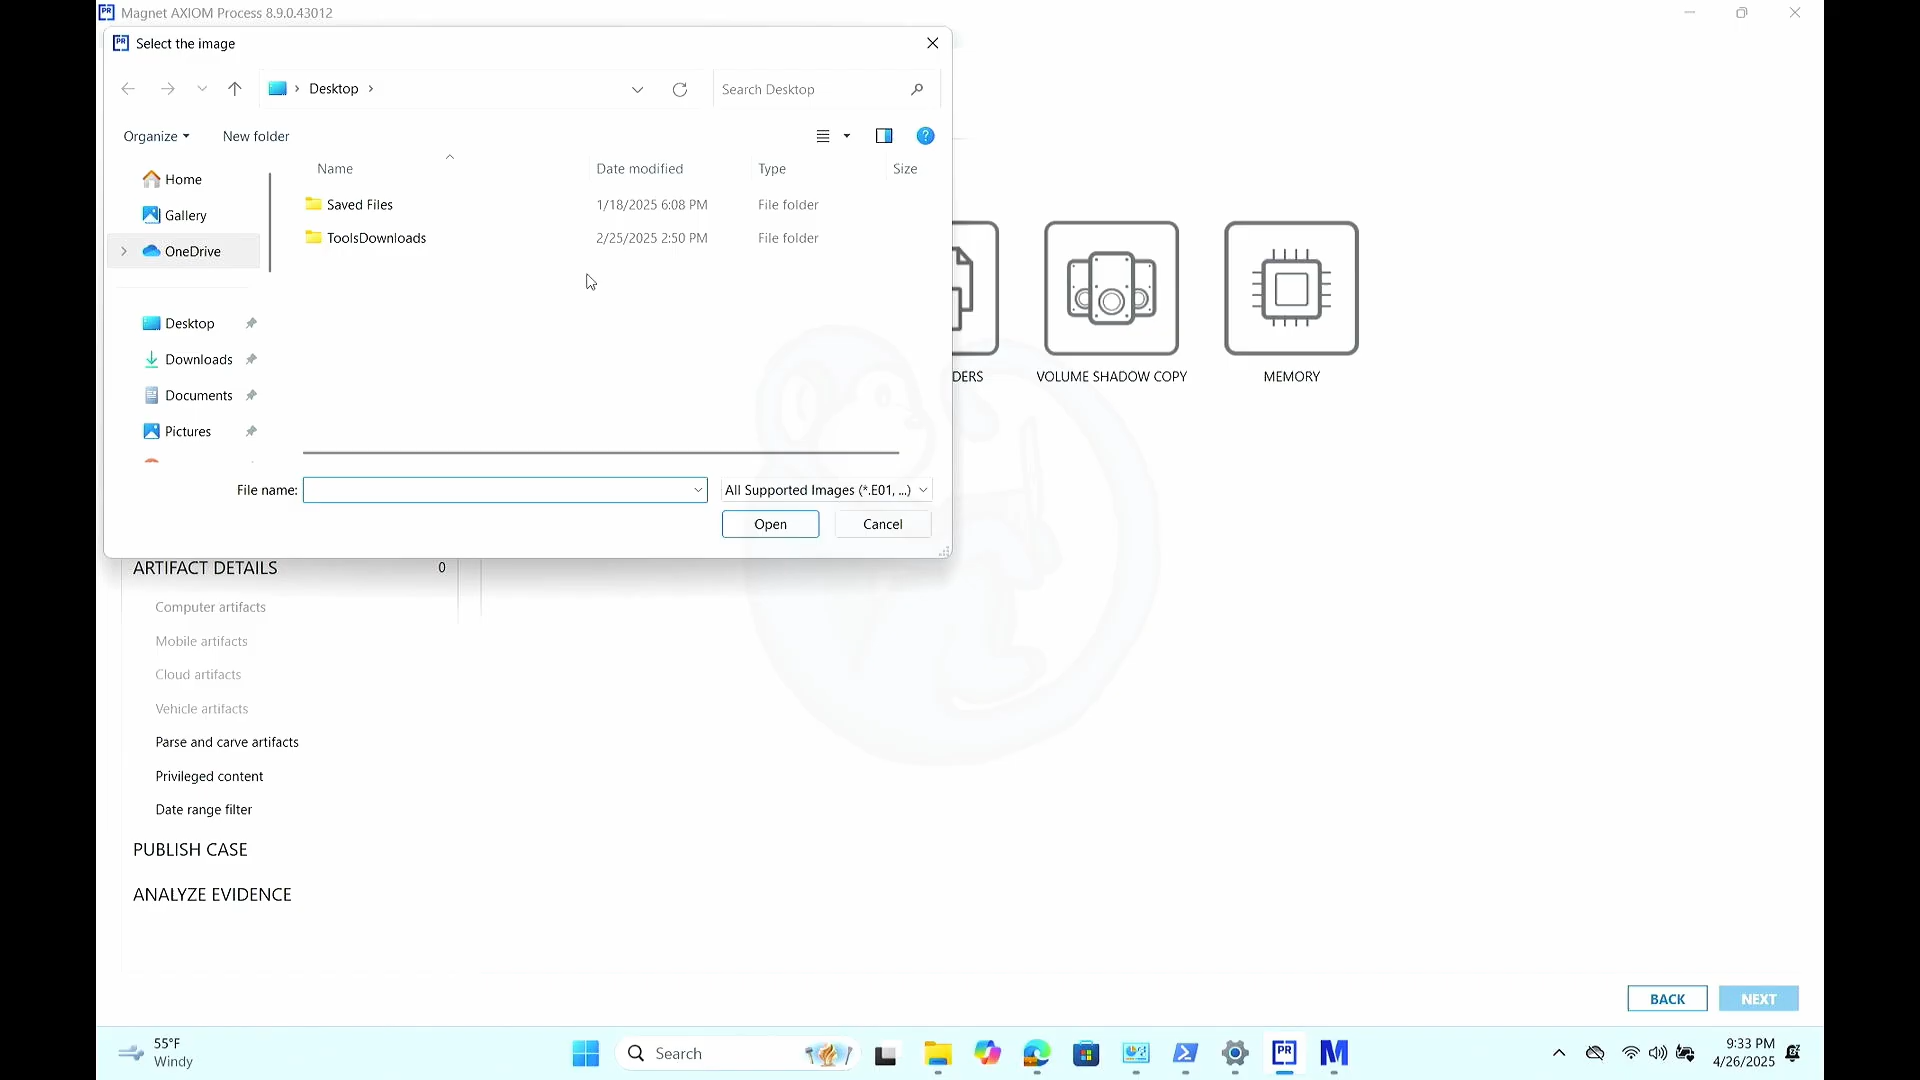 PR Magnet AXIOM Process 8.9.0.43012
PR Select the image
Desktop
Search Desktop
Organize
New folder
?
Name Date modified Type Size
Home
Gallery
OneDrive
Desktop
Downloads
Documents
Pictures
Saved Files 1/18/2025 6:08 PM File folder
ToolsDownloads 2/25/2025 2:50 PM File folder
File name:
All Supported Images (*.E01, ...)
Open
Cancel
DERS
VOLUME SHADOW COPY
MEMORY
ARTIFACT DETAILS 0
Computer artifacts
Mobile artifacts
Cloud artifacts
Vehicle artifacts
Parse and carve artifacts
Privileged content
Date range filter
PUBLISH CASE
ANALYZE EVIDENCE
BACK
NEXT
55°F
Windy
Search
PR
M
9:33 PM
4/26/2025